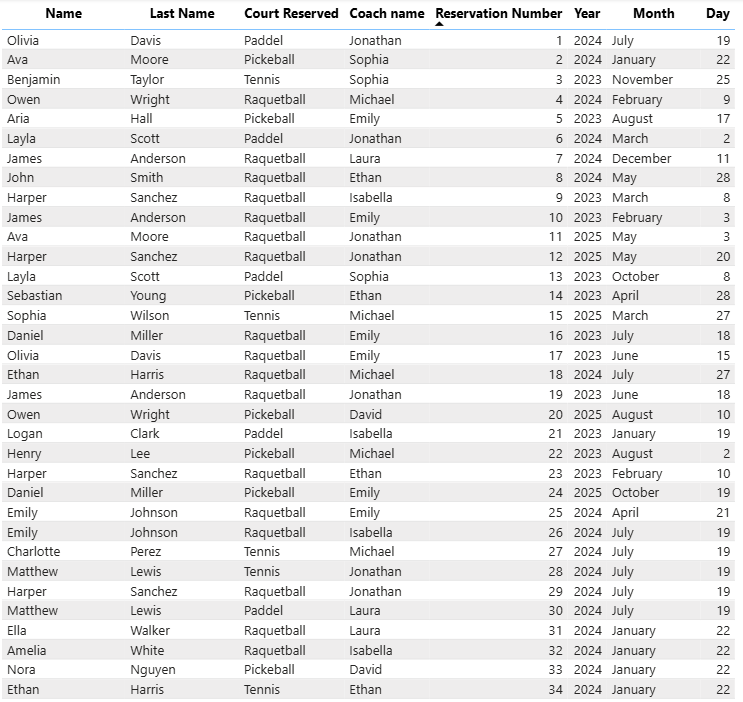 Name Last Name Court Reserved Coach name Reservation Number Year Month Day
Olivia Davis Paddel Jonathan 1 2024 July 19
Ava Moore Pickeball Sophia 2 2024 January 22
Benjamin Taylor Tennis Sophia 3 2023 November 25
Owen Wright Raquetball Michael 4 2024 February 9
Aria Hall Pickeball Emily 5 2023 August 17
Layla Scott Paddel Jonathan 6 2024 March 2
James Anderson Raquetball Laura 7 2024 December 11
John Smith Raquetball Ethan 8 2024 May 28
Harper Sanchez Raquetball Isabella 9 2023 March 8
James Anderson Raquetball Emily 10 2023 February 3
Ava Moore Raquetball Jonathan 11 2025 May 3
Harper Sanchez Raquetball Jonathan 12 2025 May 20
Layla Scott Paddel Sophia 13 2023 October 8
Sebastian Young Pickeball Ethan 14 2023 April 28
Sophia Wilson Tennis Michael 15 2025 March 27
Daniel Miller Raquetball Emily 16 2023 July 18
Olivia Davis Raquetball Emily 17 2023 June 15
Ethan Harris Raquetball Michael 18 2024 July 27
James Anderson Raquetball Jonathan 19 2023 June 18
Owen Wright Pickeball David 20 2025 August 10
Logan Clark Paddel Isabella 21 2023 January 19
Henry Lee Pickeball Michael 22 2023 August 2
Harper Sanchez Raquetball Ethan 23 2023 February 10
Daniel Miller Pickeball Emily 24 2025 October 19
Emily Johnson Raquetball Emily 25 2024 April 21
Emily Johnson Raquetball Isabella 26 2024 July 19
Charlotte Perez Tennis Michael 27 2024 July 19
Matthew Lewis Tennis Jonathan 28 2024 July 19
Harper Sanchez Raquetball Jonathan 29 2024 July 19
Matthew Lewis Paddel Laura 30 2024 July 19
Ella Walker Raquetball Laura 31 2024 January 22
Amelia White Raquetball Isabella 32 2024 January 22
Nora Nguyen Pickeball David 33 2024 January 22
Ethan Harris Tennis Ethan 34 2024 January 22